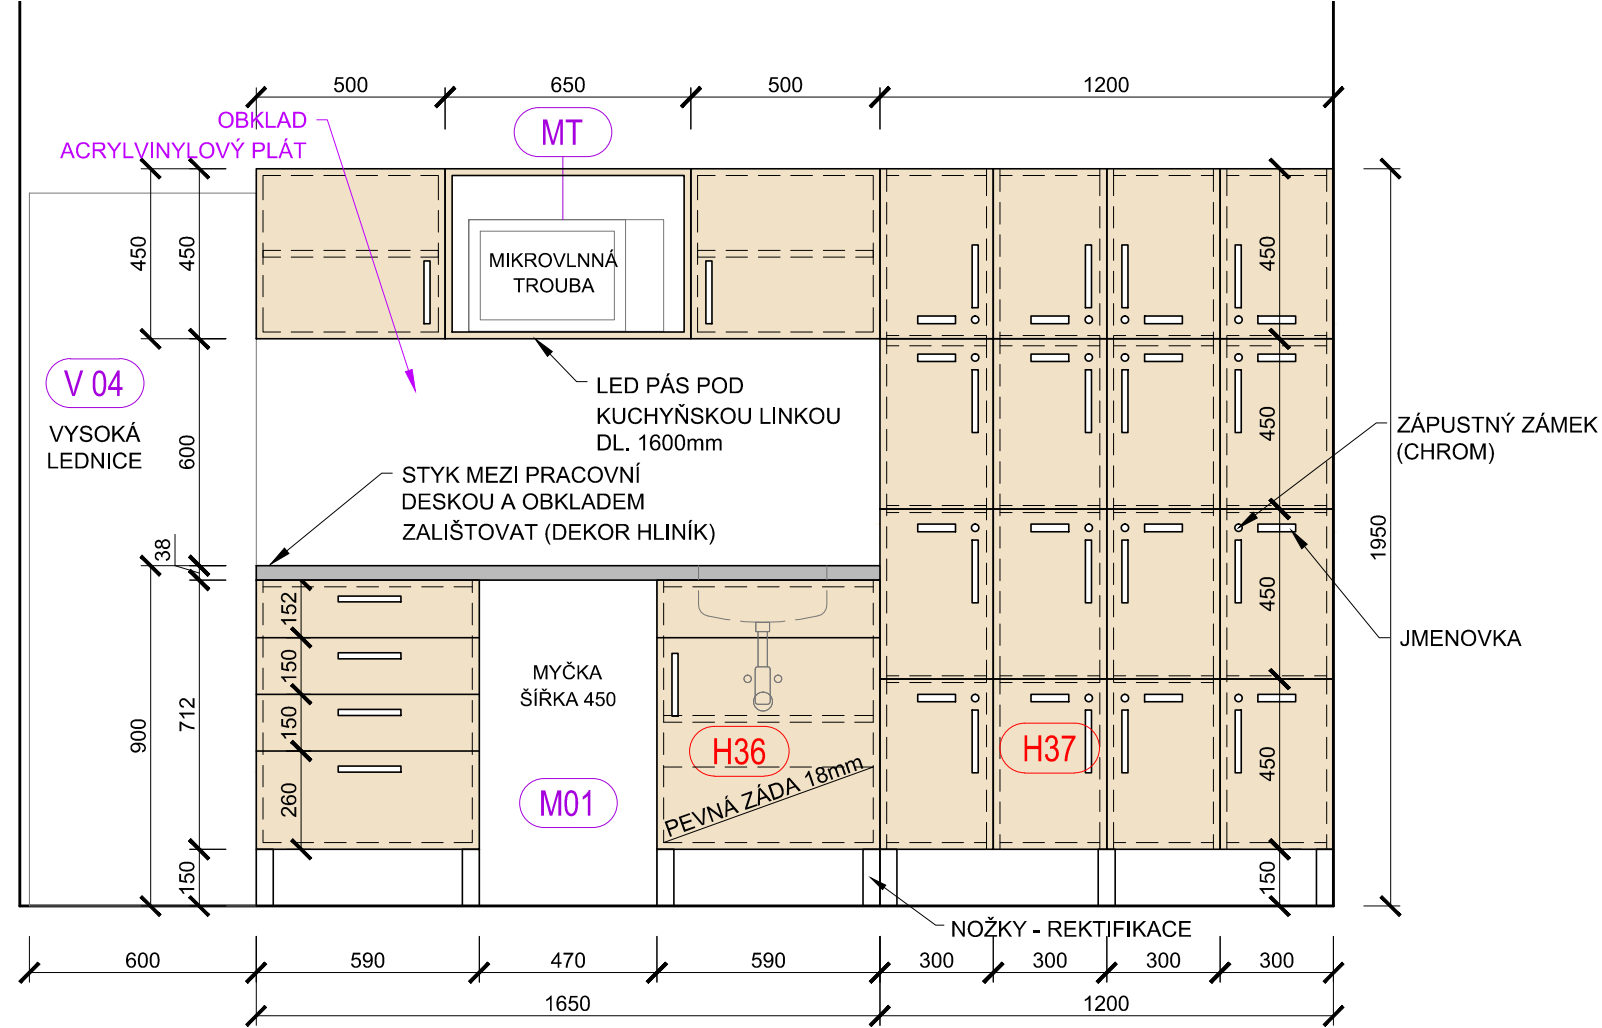 500
650
500
1200
OBKLAD
ACRYLVINYLOVÝ PLÁT
MT
450
450
MIKROVLNNÁ
TROUBA
450
V 04
VYSOKÁ
LEDNICE
600
LED PÁS POD
KUCHYŇSKOU LINKOU
DL. 1600mm
450
ZÁPUSTNÝ ZÁMEK
(CHROM)
STYK MEZI PRACOVNÍ
DESKOU A OBKLADEM
ZALIŠTOVAT (DEKOR HLINÍK)
38
1950
152
450
JMENOVKA
150
MYČKA
ŠÍŘKA 450
900
712
150
H36
H37
450
260
M01
PEVNÁ ZÁDA 18mm
150
150
NOŽKY - REKTIFIKACE
600
590
470
590
300
300
300
300
1650
1200